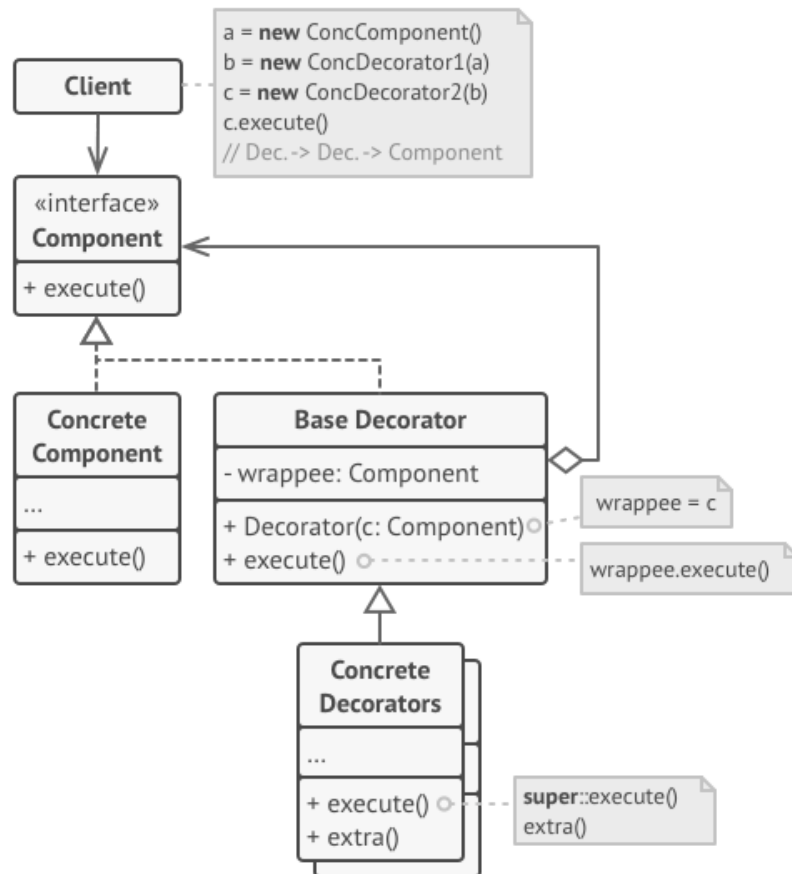 Client
a = new ConcComponent()
b = new ConcDecorator1(a)
c = new ConcDecorator2(b)
c.execute()
// Dec. -> Dec. -> Component
«interface»
Component
+ execute()
Concrete
Component
...
+ execute()
Base Decorator
- wrappee: Component
+ Decorator(c: Component)
+ execute()
wrappee = c
wrappee.execute()
Concrete
Decorators
...
+ execute()
+ extra()
super::execute()
extra()